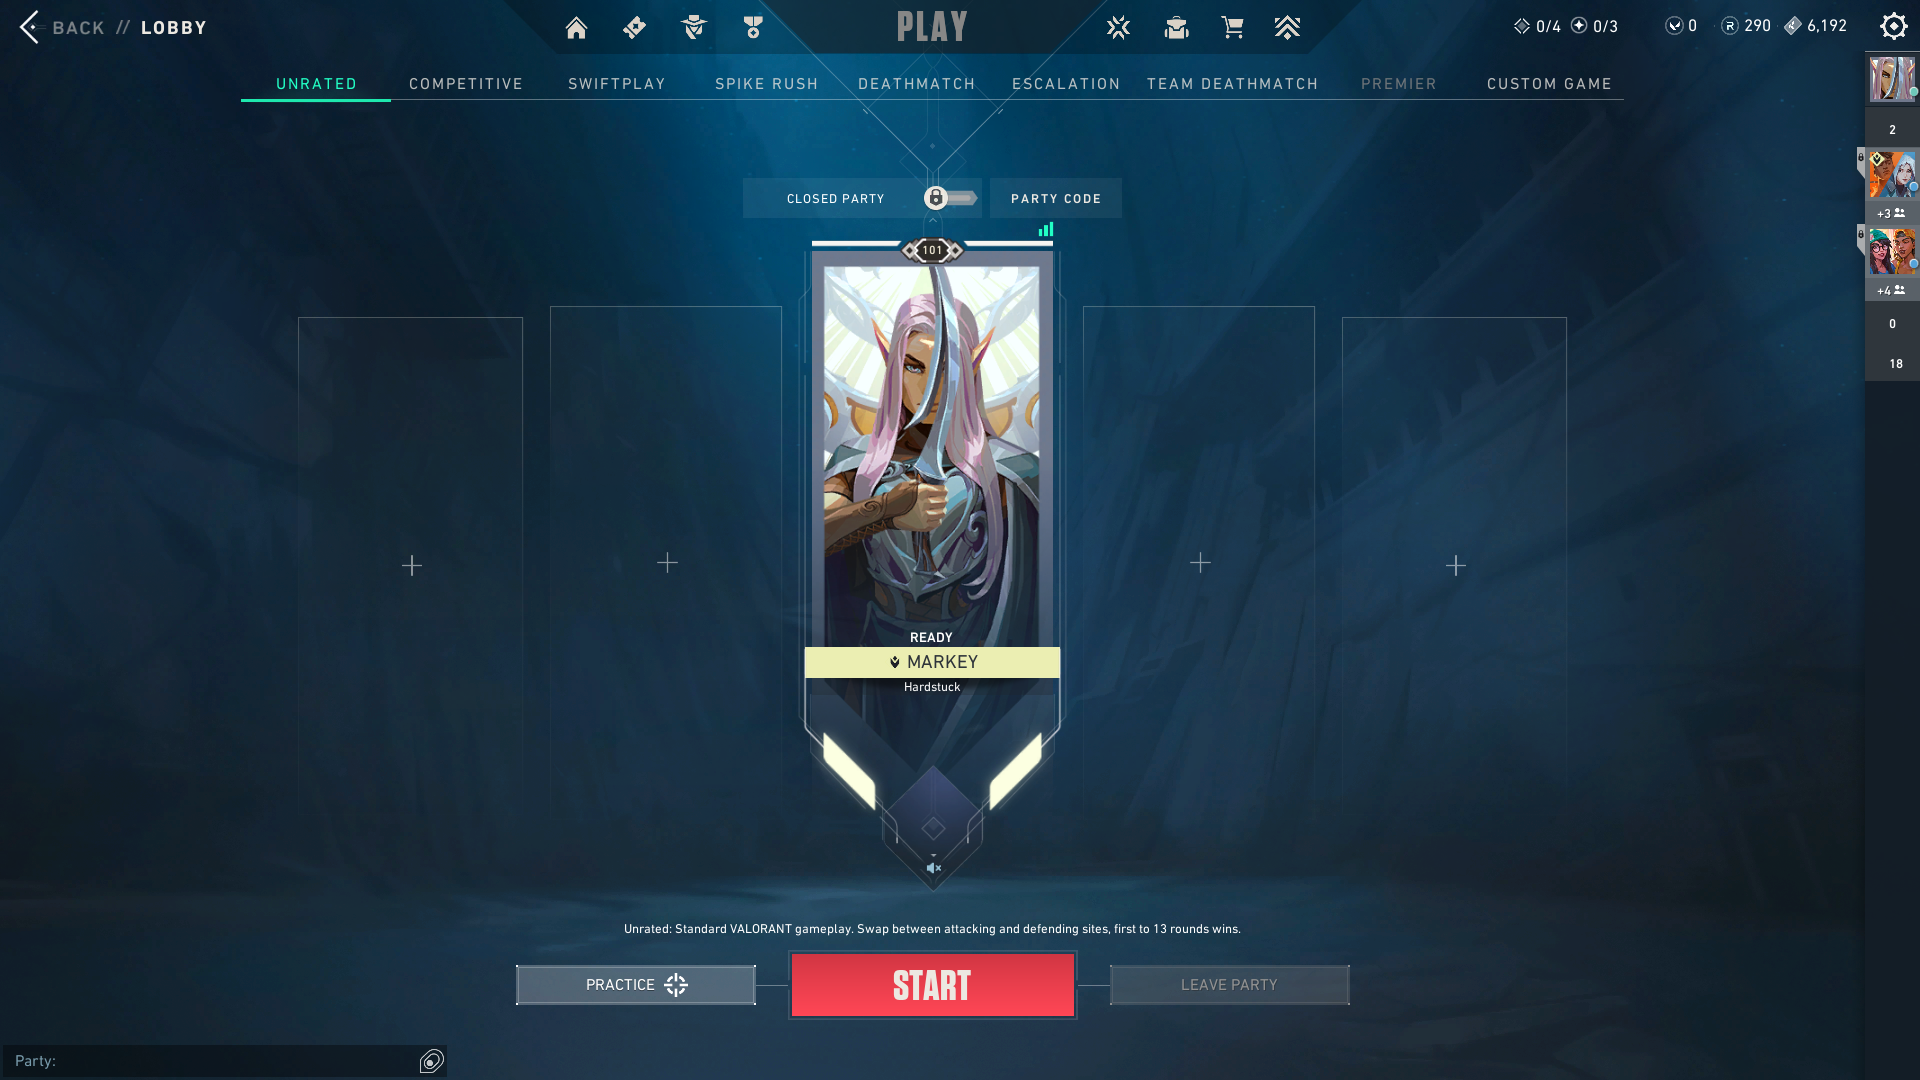 BACK // LOBBY
PLAY
0/4 0/3 0 290 6,192
UNRATED COMPETITIVE SWIFTPLAY SPIKE RUSH DEATHMATCH ESCALATION TEAM DEATHMATCH PREMIER CUSTOM GAME
CLOSED PARTY PARTY CODE
101
READY
MARKEY
Hardstuck
2
+3
+4
0
18
Unrated: Standard VALORANT gameplay. Swap between attacking and defending sites, first to 13 rounds wins.
PRACTICE START LEAVE PARTY
Party: